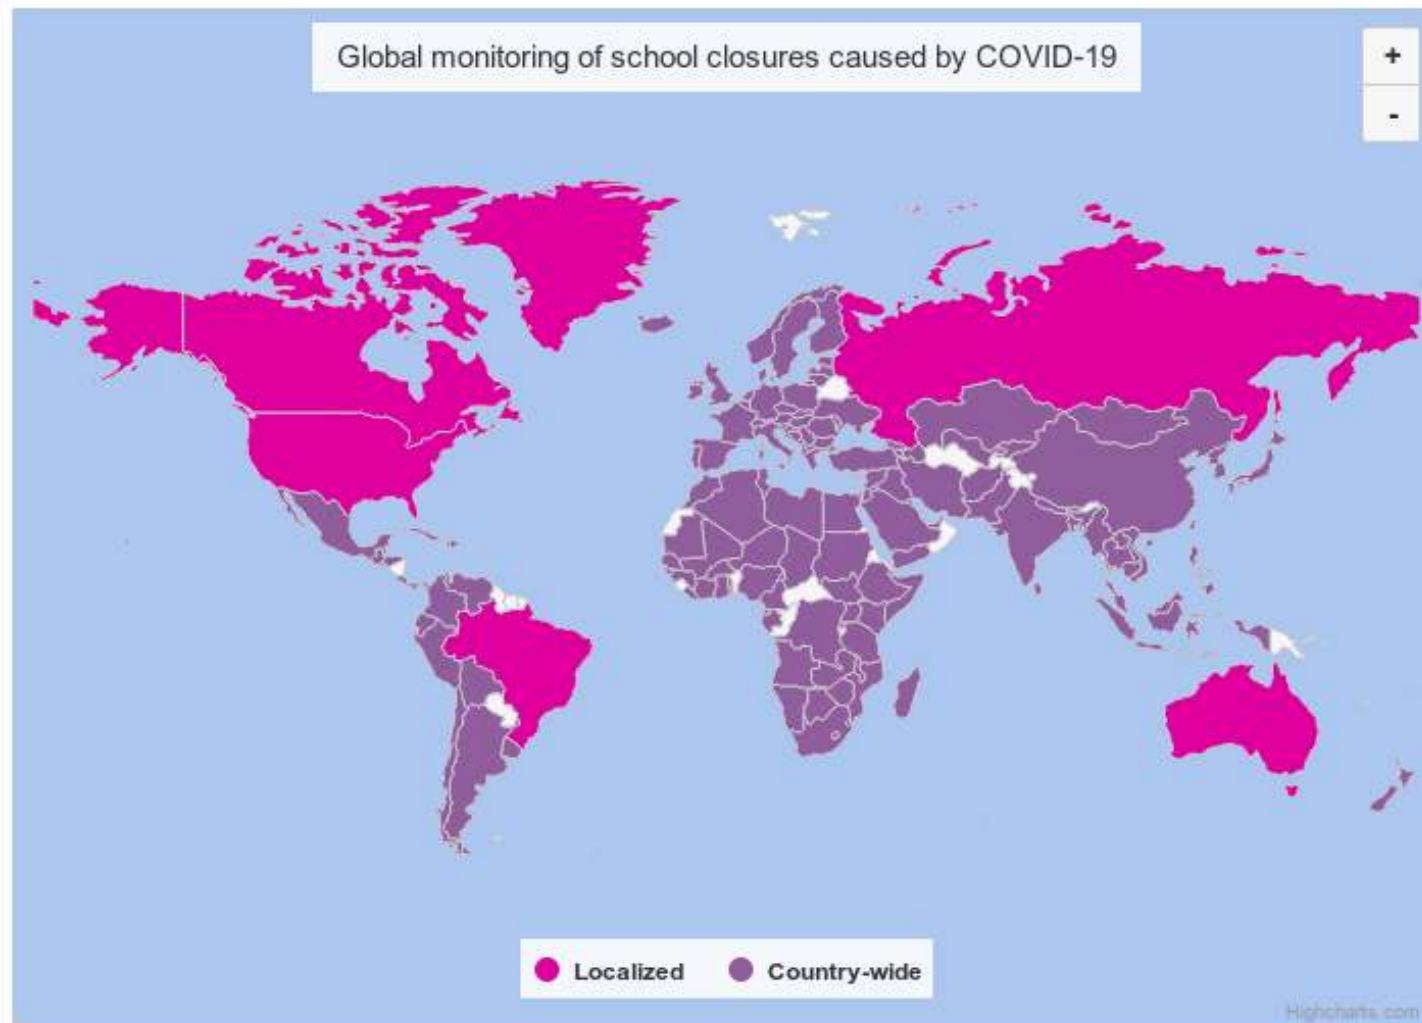 Global monitoring of school closures caused by COVID-19
+
-
Localized
Country-wide
Highcharts.com